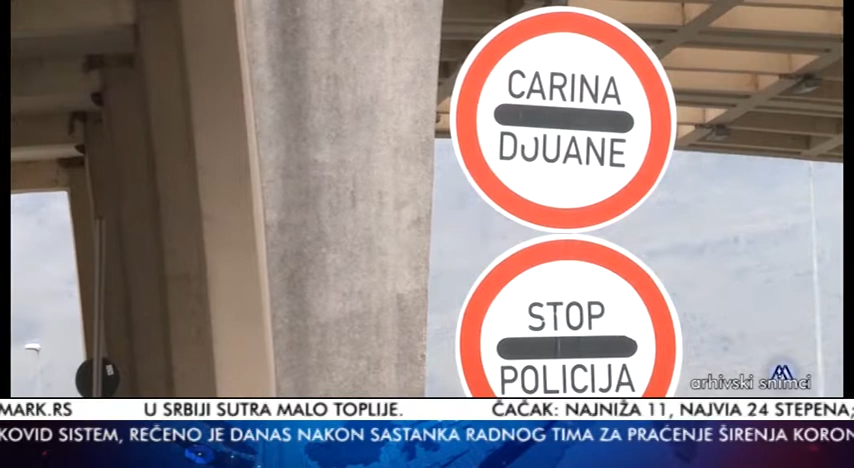 CARINA
DJUANE
STOP
POLICIJA
arhivski snimci
MARK.RS U SRBIJI SUTRA MALO TOPLIJE. ČAČAK: NAJNIŽA 11, NAJVIA 24 STEPENA;
KOVID SISTEM, REČENO JE DANAS NAKON SASTANKA RADNOG TIMA ZA PRAĆENJE ŠIRENJA KORON